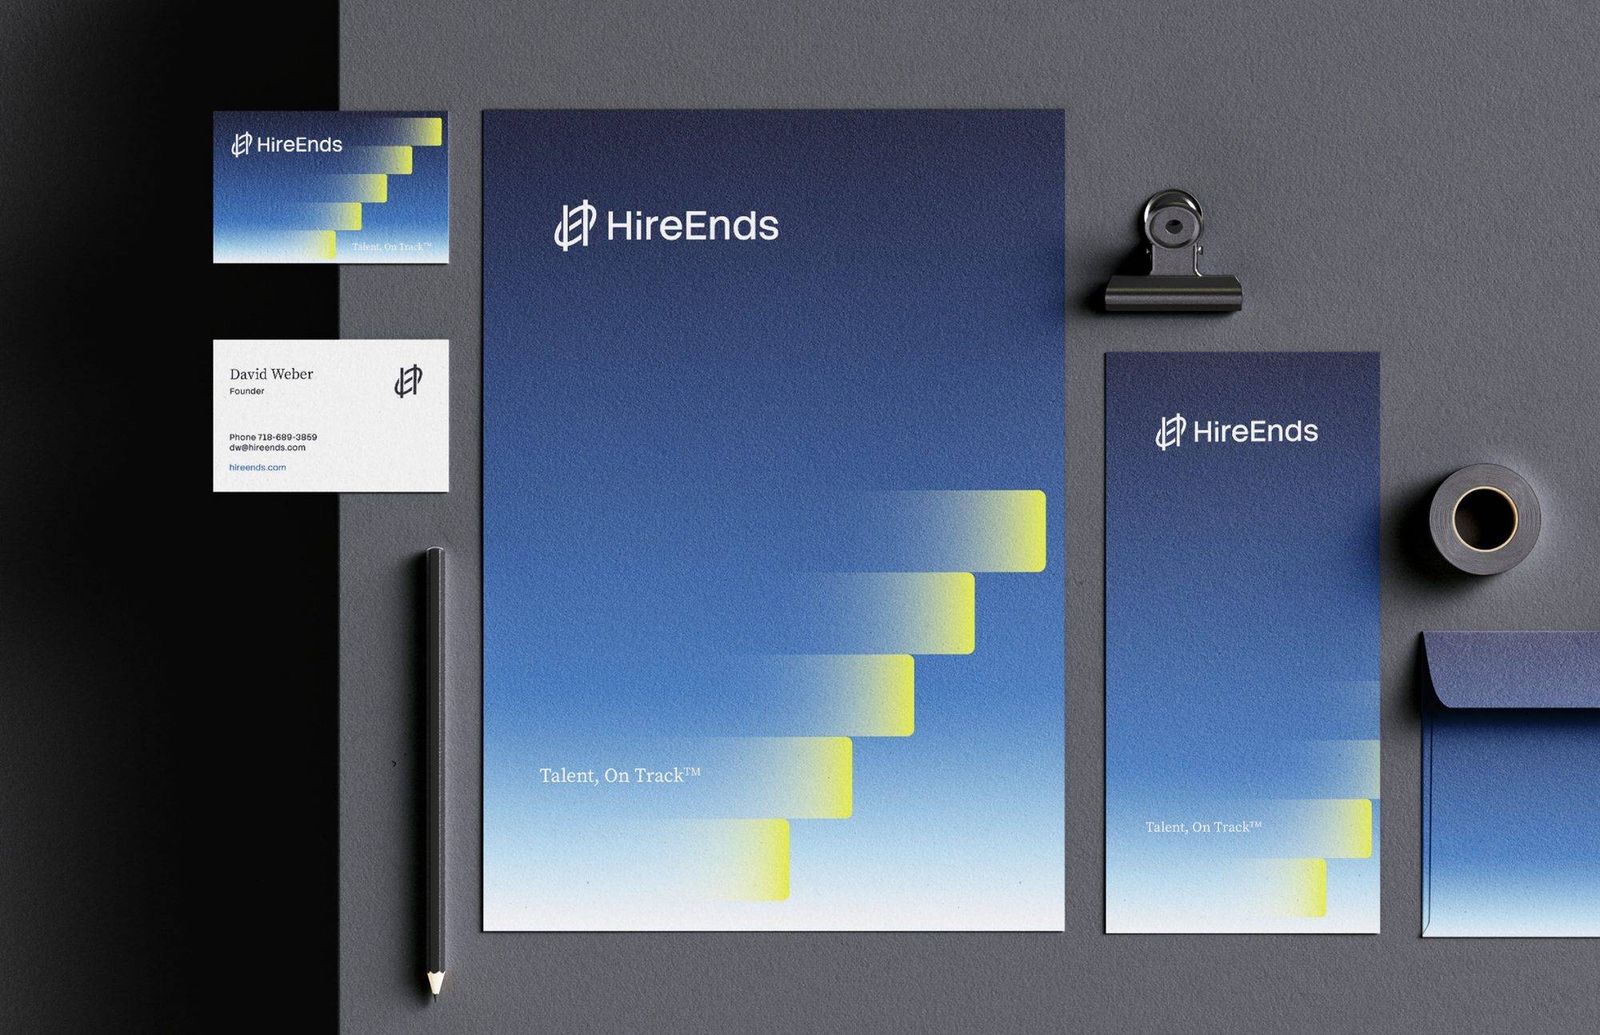 HireEnds
Talent, On Track™
David Weber
Founder
Phone 718-689-3859
dw@hireends.com
hireends.com
HireEnds
Talent, On Track™
HireEnds
Talent, On Track™